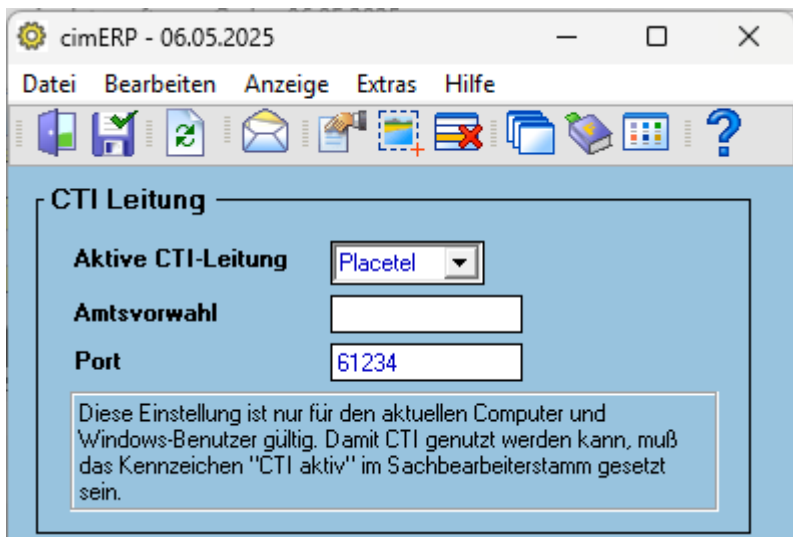 cimERP - 06.05.2025
Datei Bearbeiten Anzeige Extras Hilfe
CTI Leitung
Aktive CTI-Leitung Placetel
Amtsvorwahl
Port 61234
Diese Einstellung ist nur für den aktuellen Computer und
Windows-Benutzer gültig. Damit CTI genutzt werden kann, muß
das Kennzeichen "CTI aktiv" im Sachbearbeiterstamm gesetzt
sein.